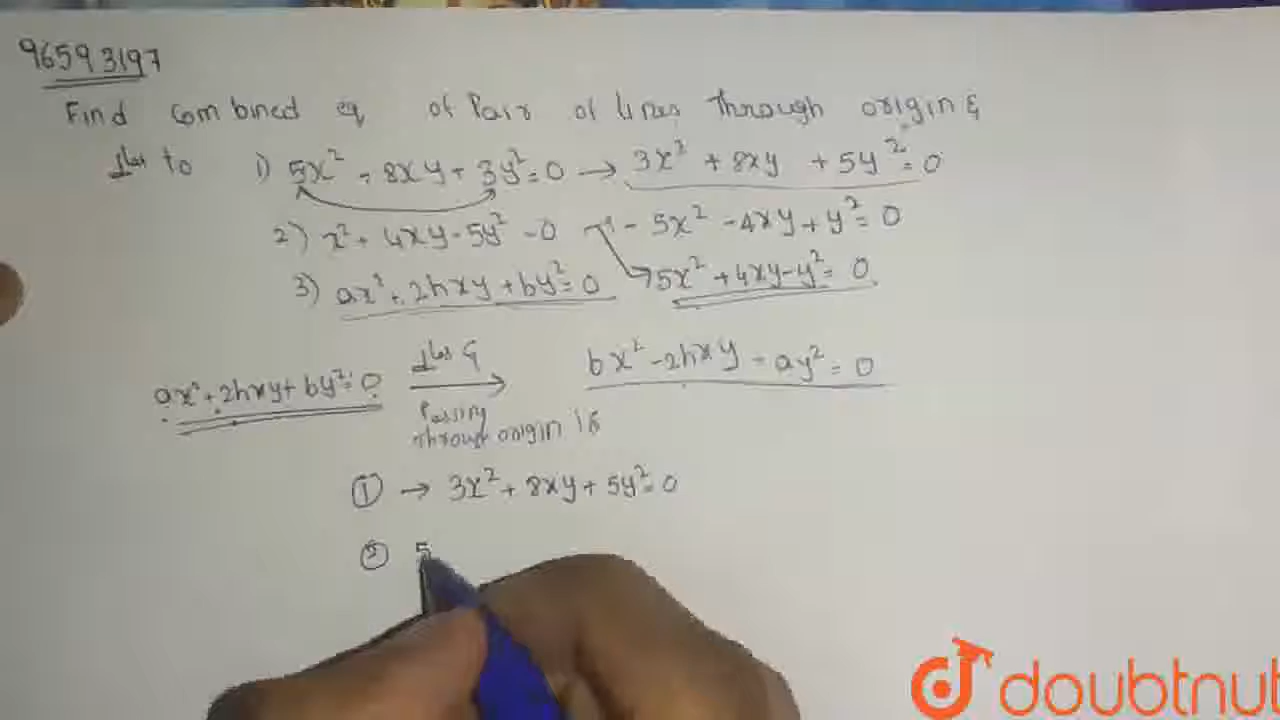 96593197
Find combined eq of Pair of lines Through origin &
⊥lar to 1) 5x² - 8xy + 3y² = 0 → 3x² + 8xy + 5y² = 0
2) x² + 4xy - 5y² - 0 → - 5x² - 4xy + y² = 0
3) ax² + 2hxy + by² = 0 → 5x² + 4xy - y² = 0
ax² + 2hxy + by² = 0 ⊥lar & → bx² - 2hxy - ay² = 0
Passing
through origin is
① → 3x² + 8xy + 5y² = 0
② 5
doubtnut